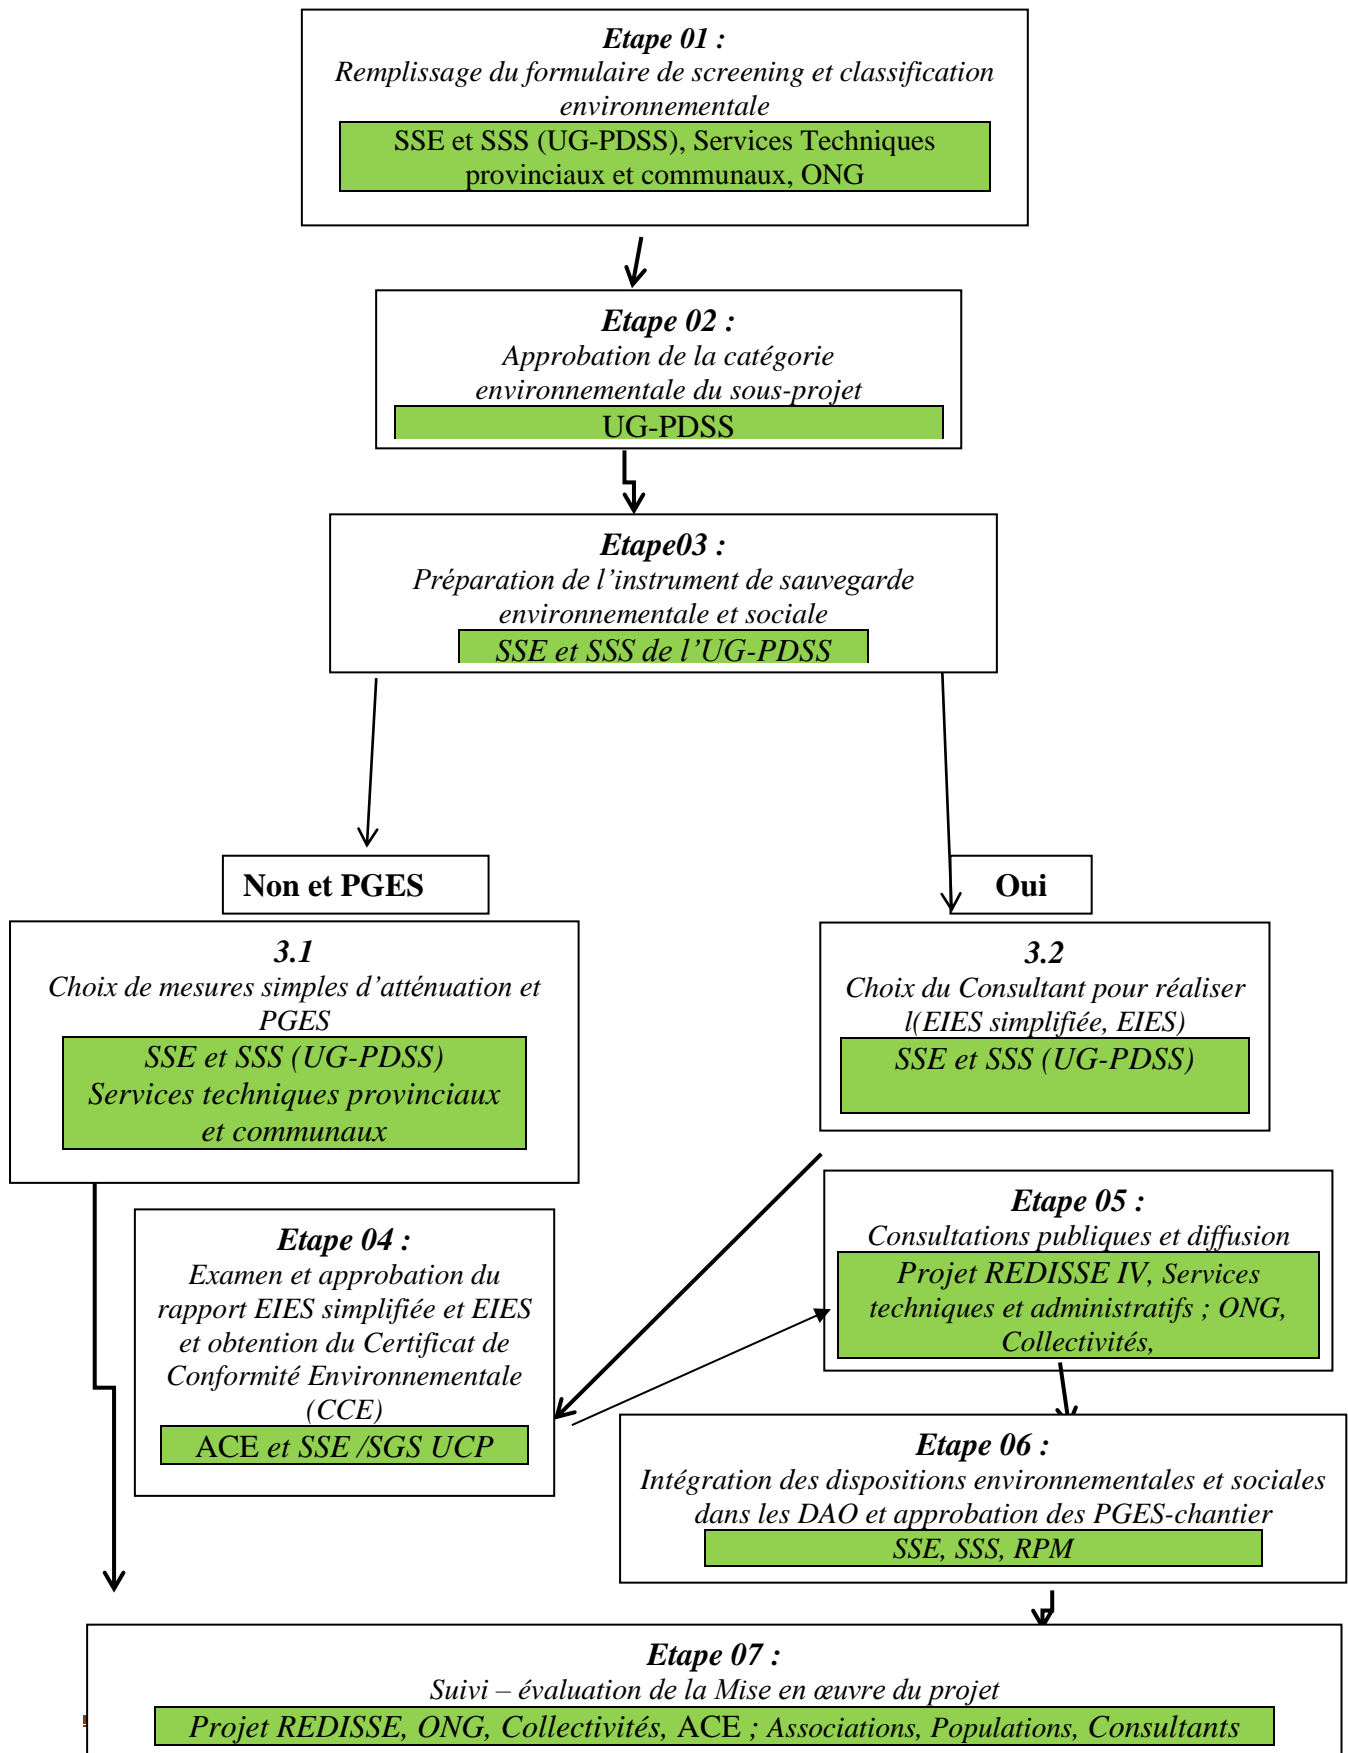 Etape 01 :
Remplissage du formulaire de screening et classification
environnementale
SSE et SSS (UG-PDSS), Services Techniques
provinciaux et communaux, ONG
Etape 02 :
Approbation de la catégorie
environnementale du sous-projet
UG-PDSS
Etape03 :
Préparation de l’instrument de sauvegarde
environnementale et sociale
SSE et SSS de l’UG-PDSS
Non et PGES
Oui
3.1
Choix de mesures simples d’atténuation et
PGES
SSE et SSS (UG-PDSS)
Services techniques provinciaux
et communaux
3.2
Choix du Consultant pour réaliser
l(EIES simplifiée, EIES)
SSE et SSS (UG-PDSS)
Etape 04 :
Examen et approbation du
rapport EIES simplifiée et EIES
et obtention du Certificat de
Conformité Environnementale
(CCE)
ACE et SSE /SGS UCP
Etape 05 :
Consultations publiques et diffusion
Projet REDISSE IV, Services
techniques et administratifs ; ONG,
Collectivités,
Etape 06 :
Intégration des dispositions environnementales et sociales
dans les DAO et approbation des PGES-chantier
SSE, SSS, RPM
Etape 07 :
Suivi – évaluation de la Mise en œuvre du projet
Projet REDISSE, ONG, Collectivités, ACE ; Associations, Populations, Consultants